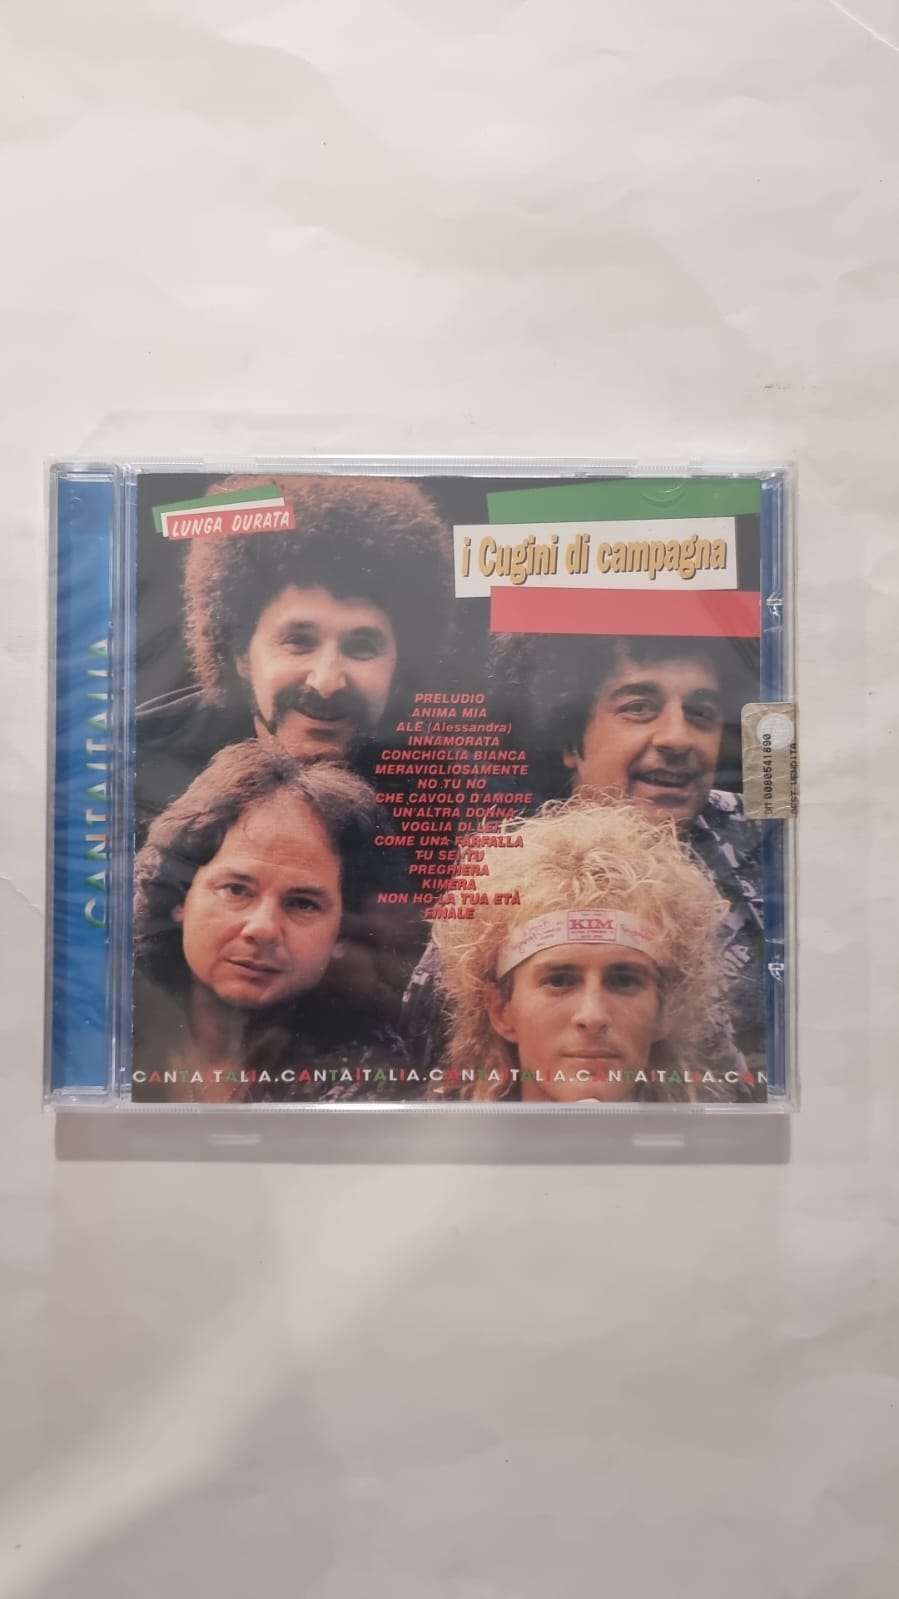 LUNGA DURATA
i Cugini di campagna
CANTAITALIA
PRELUDIO
ANIMA MIA
ALE (Alessandra)
INNAMORATA
CONCHIGLIA BIANCA
MERAVIGLIOSAMENTE
NO TU NO
CHE CAVOLO D'AMORE
UN'ALTRA DONNA
VOGLIA DI LEI
COME UNA FARFALLA
TU SEI TU
PREGHIERA
KIMERA
NON HO LA TUA ETÀ
FINALE
0080541890
KIM
CANTAITALIA.CANTAITALIA.CANTAITALIA.CANTAITALIA.CAN